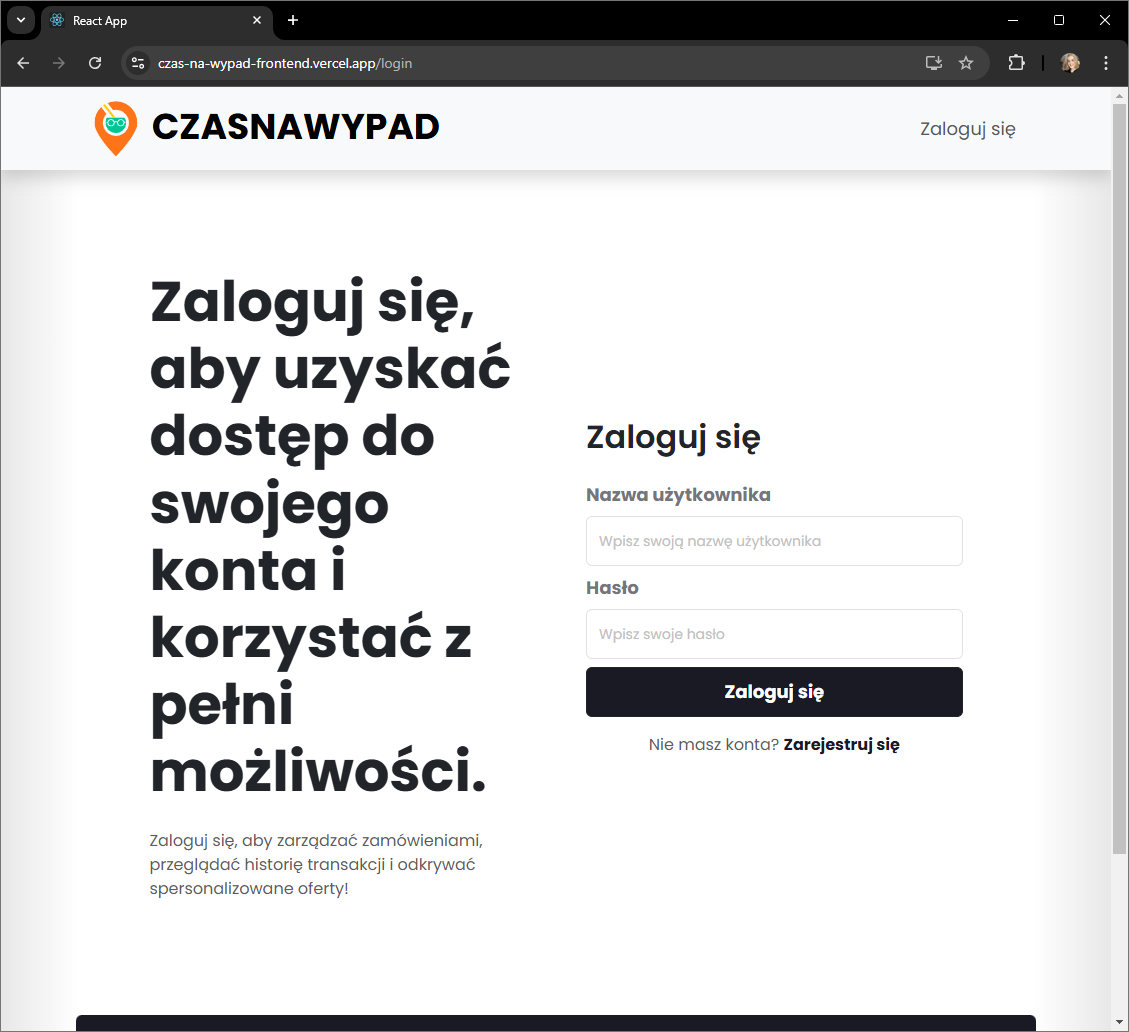 React App
czas-na-wypad-frontend.vercel.app/login
CZASNAWYPAD
Zaloguj się
Zaloguj się,
aby uzyskać
dostęp do
swojego
konta i
korzystać z
pełni
możliwości.
Zaloguj się, aby zarządzać zamówieniami,
przeglądać historię transakcji i odkrywać
spersonalizowane oferty!
Zaloguj się
Nazwa użytkownika
Wpisz swoją nazwę użytkownika
Hasło
Wpisz swoje hasło
Zaloguj się
Nie masz konta? Zarejestruj się